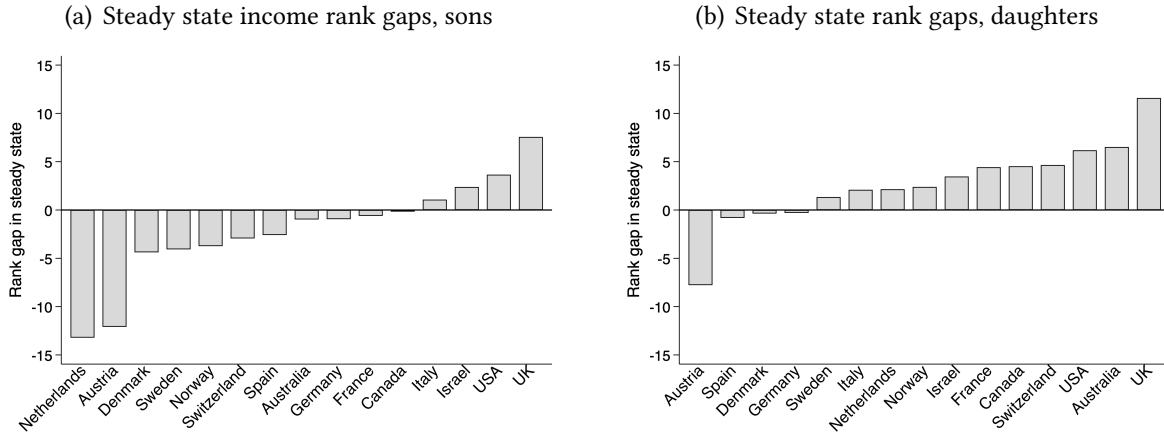 (a) Steady state income rank gaps, sons
15
10
5
0
-5
-10
-15
Rank gap in steady state
Netherlands
Austria
Denmark
Sweden
Norway
Switzerland
Spain
Australia
Germany
France
Canada
Italy
Israel
USA
UK
(b) Steady state rank gaps, daughters
15
10
5
0
-5
-10
-15
Rank gap in steady state
Austria
Spain
Denmark
Germany
Sweden
Italy
Netherlands
Norway
Israel
France
Canada
Switzerland
USA
Australia
UK